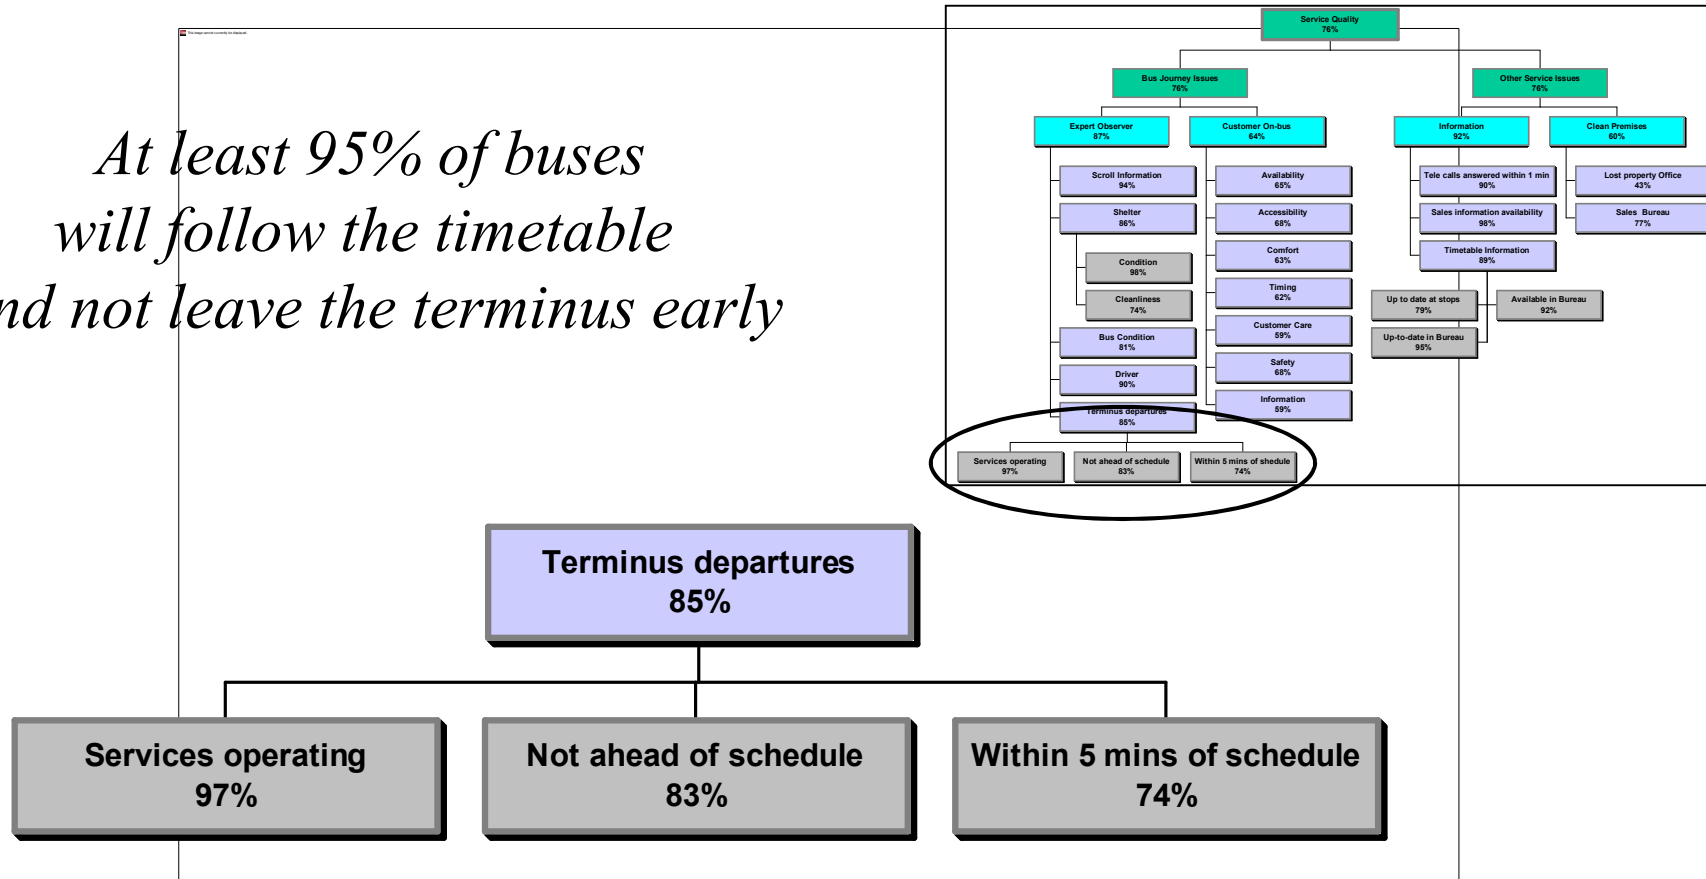 The image cannot currently be displayed.
At least 95% of buses
will follow the timetable
nd not leave the terminus early
Service Quality
76%
Bus Journey Issues
76%
Other Service Issues
76%
Expert Observer
87%
Customer On-bus
64%
Information
92%
Clean Premises
60%
Scroll Information
94%
Shelter
86%
Condition
98%
Cleanliness
74%
Bus Condition
81%
Driver
90%
Terminus departures
85%
Services operating
97%
Not ahead of schedule
83%
Within 5 mins of shedule
74%
Availability
65%
Accessibility
68%
Comfort
63%
Timing
62%
Customer Care
59%
Safety
68%
Information
59%
Tele calls answered within 1 min
90%
Sales information availability
98%
Timetable Information
89%
Up to date at stops
79%
Available in Bureau
92%
Up-to-date in Bureau
95%
Lost property Office
43%
Sales Bureau
77%
Terminus departures
85%
Services operating
97%
Not ahead of schedule
83%
Within 5 mins of schedule
74%